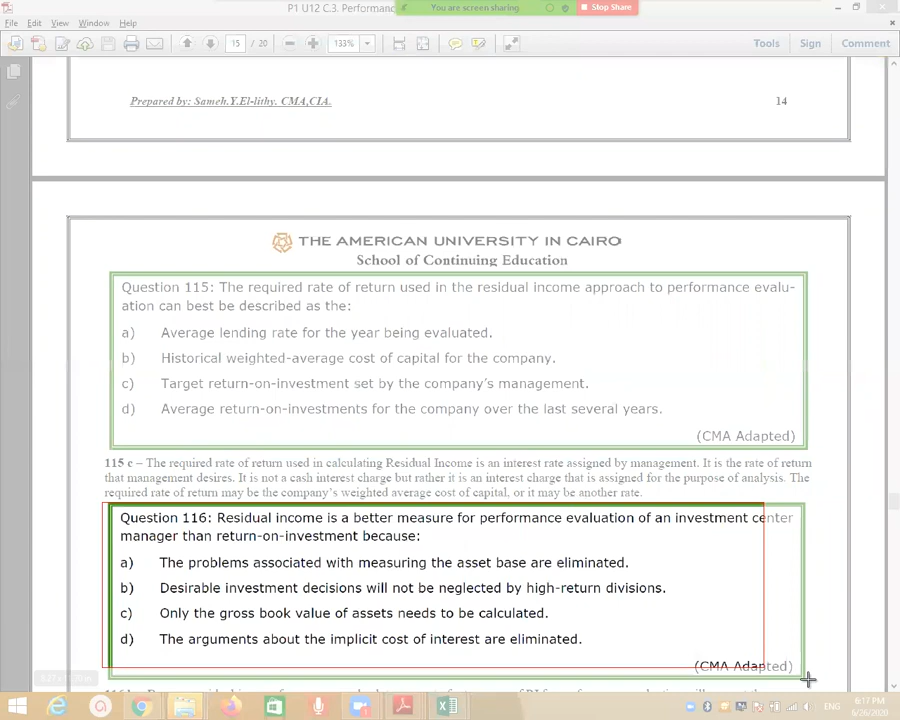 P1 U12 C.3. Performanc
You are screen sharing
Stop Share
File Edit View Window Help
15 / 20
133%
Tools Sign Comment
Prepared by: Sameh.Y.El-lithy. CMA,CIA.
14
THE AMERICAN UNIVERSITY IN CAIRO
School of Continuing Education
Question 115: The required rate of return used in the residual income approach to performance evalu-
ation can best be described as the:
a) Average lending rate for the year being evaluated.
b) Historical weighted-average cost of capital for the company.
c) Target return-on-investment set by the company's management.
d) Average return-on-investments for the company over the last several years.
(CMA Adapted)
115 c – The required rate of return used in calculating Residual Income is an interest rate assigned by management. It is the rate of return
that management desires. It is not a cash interest charge but rather it is an interest charge that is assigned for the purpose of analysis. The
required rate of return may be the company's weighted average cost of capital, or it may be another rate.
Question 116: Residual income is a better measure for performance evaluation of an investment center
manager than return-on-investment because:
a) The problems associated with measuring the asset base are eliminated.
b) Desirable investment decisions will not be neglected by high-return divisions.
c) Only the gross book value of assets needs to be calculated.
d) The arguments about the implicit cost of interest are eliminated.
(CMA Adapted)
ENG
6:17 PM
6/26/2020